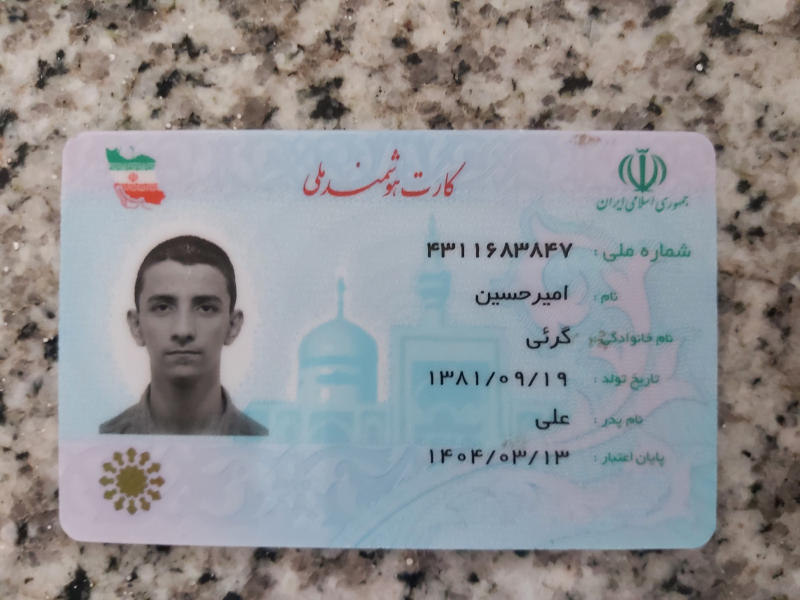 کارت هوشمند ملی
جمهوری اسلامی ایران
شماره ملی : ۴۳۱۱۶۸۳۸۴۷
نام : امیرحسین
نام خانوادگی : گرئی
تاریخ تولد : ۱۳۸۱/۰۹/۱۹
نام پدر : علی
پایان اعتبار : ۱۴۰۴/۰۳/۱۳